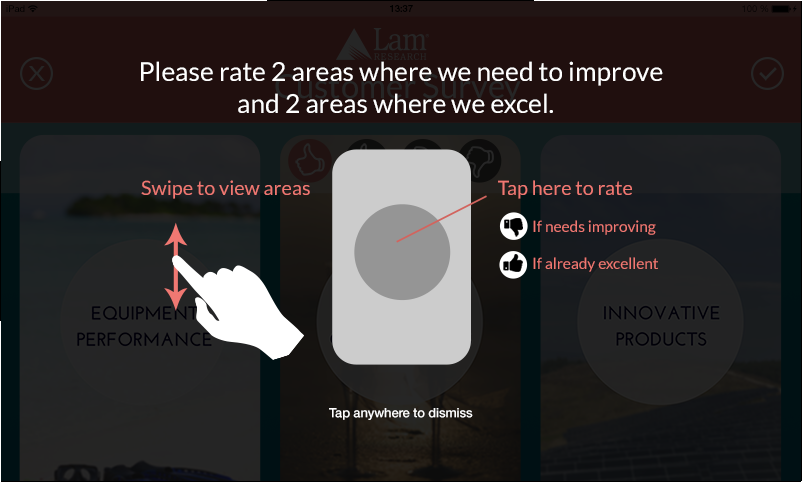 iPad
13:37
100 %
Lam
RESEARCH
Customer Survey
Please rate 2 areas where we need to improve
and 2 areas where we excel.
Swipe to view areas
Tap here to rate
If needs improving
If already excellent
EQUIPMENT
PERFORMANCE
INNOVATIVE
PRODUCTS
Tap anywhere to dismiss